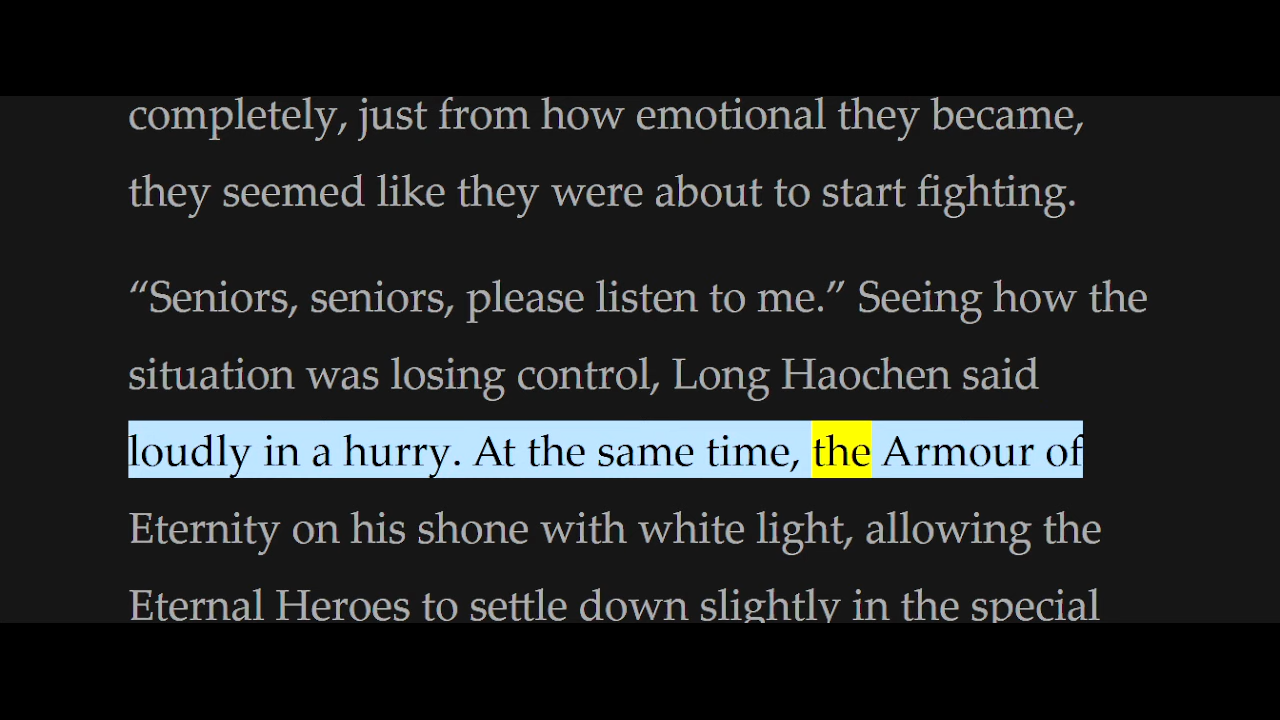 completely, just from how emotional they became,
they seemed like they were about to start fighting.
“Seniors, seniors, please listen to me.” Seeing how the
situation was losing control, Long Haochen said
loudly in a hurry. At the same time, the Armour of
Eternity on his shone with white light, allowing the
Eternal Heroes to settle down slightly in the special